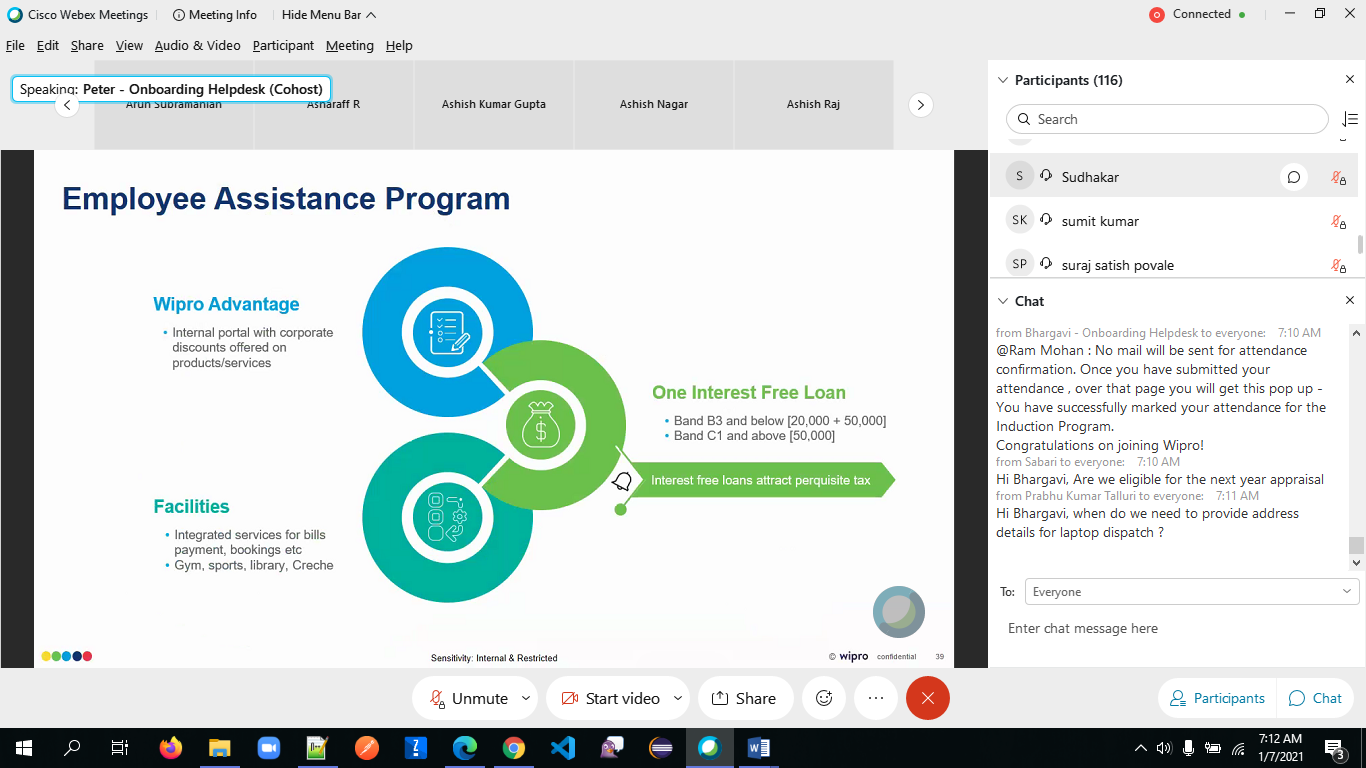 Cisco Webex Meetings
Meeting Info
Hide Menu Bar
Connected
File Edit Share View Audio & Video Participant Meeting Help
Speaking: Peter - Onboarding Helpdesk (Cohost)
Arun Subramanian
Asharaff R
Ashish Kumar Gupta
Ashish Nagar
Ashish Raj
Employee Assistance Program
Wipro Advantage
• Internal portal with corporate
discounts offered on
products/services
One Interest Free Loan
• Band B3 and below [20,000 + 50,000]
• Band C1 and above [50,000]
Interest free loans attract perquisite tax
Facilities
• Integrated services for bills
payment, bookings etc
• Gym, sports, library, Creche
Sensitivity: Internal & Restricted
© wipro confidential 39
Participants (116)
Search
S Sudhakar
SK sumit kumar
SP suraj satish povale
Chat
from Bhargavi - Onboarding Helpdesk to everyone: 7:10 AM
@Ram Mohan : No mail will be sent for attendance
confirmation. Once you have submitted your
attendance , over that page you will get this pop up -
You have successfully marked your attendance for the
Induction Program.
Congratulations on joining Wipro!
from Sabari to everyone: 7:10 AM
Hi Bhargavi, Are we eligible for the next year appraisal
from Prabhu Kumar Talluri to everyone: 7:11 AM
Hi Bhargavi, when do we need to provide address
details for laptop dispatch ?
To: Everyone
Enter chat message here
Unmute
Start video
Share
Participants
Chat
7:12 AM
1/7/2021
3